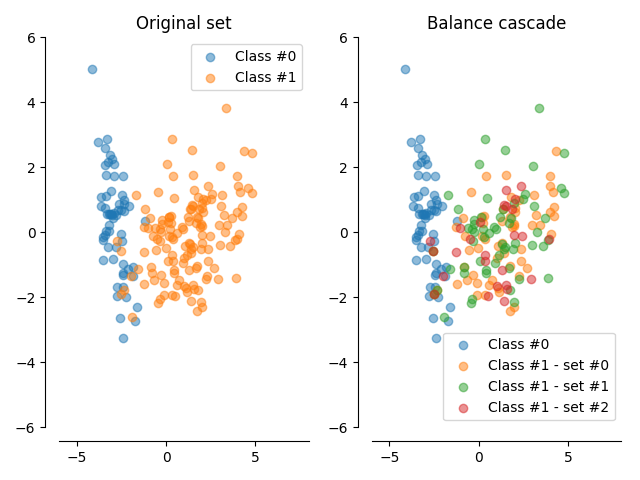 Original set
Balance cascade
6
4
2
0
−2
−4
−6
−5
0
5
Class #0
Class #1
6
4
2
0
−2
−4
−6
−5
0
5
Class #0
Class #1 - set #0
Class #1 - set #1
Class #1 - set #2